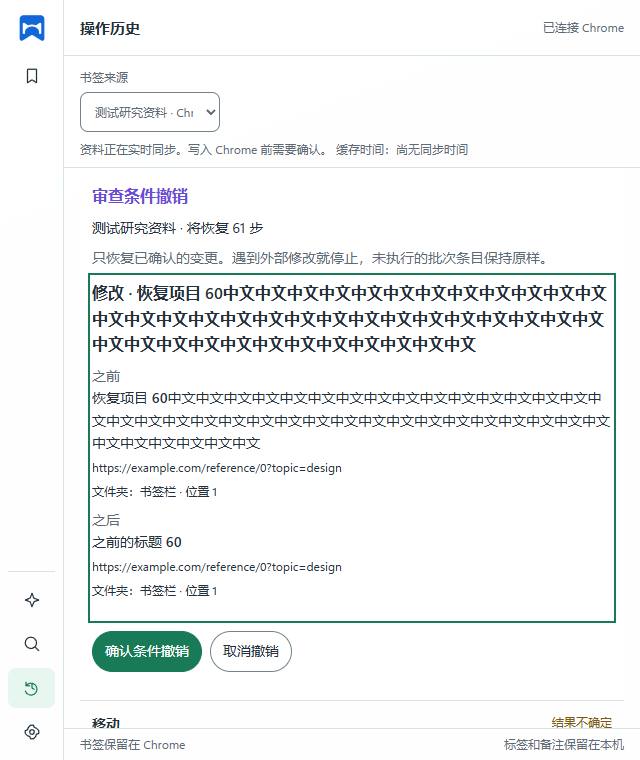 操作历史
已连接 Chrome
书签来源
测试研究资料 · Chr
资料正在实时同步。写入 Chrome 前需要确认。 缓存时间：尚无同步时间
审查条件撤销
测试研究资料 · 将恢复 61 步
只恢复已确认的变更。遇到外部修改就停止，未执行的批次条目保持原样。
修改 · 恢复项目 60中文中文中文中文中文中文中文中文中文中文中文中文
中文中文中文中文中文中文中文中文中文中文中文中文中文中文中文中文
中文中文中文中文中文中文中文中文中文中文中文中文
之前
恢复项目 60中文中文中文中文中文中文中文中文中文中文中文中文中文中文中文中
文中文中文中文中文中文中文中文中文中文中文中文中文中文中文中文中文中文中文
中文中文中文中文中文中文
https://example.com/reference/0?topic=design
文件夹：书签栏 · 位置 1
之后
之前的标题 60
https://example.com/reference/0?topic=design
文件夹：书签栏 · 位置 1
确认条件撤销
取消撤销
移动
结果不确定
书签保留在 Chrome
标签和备注保留在本机